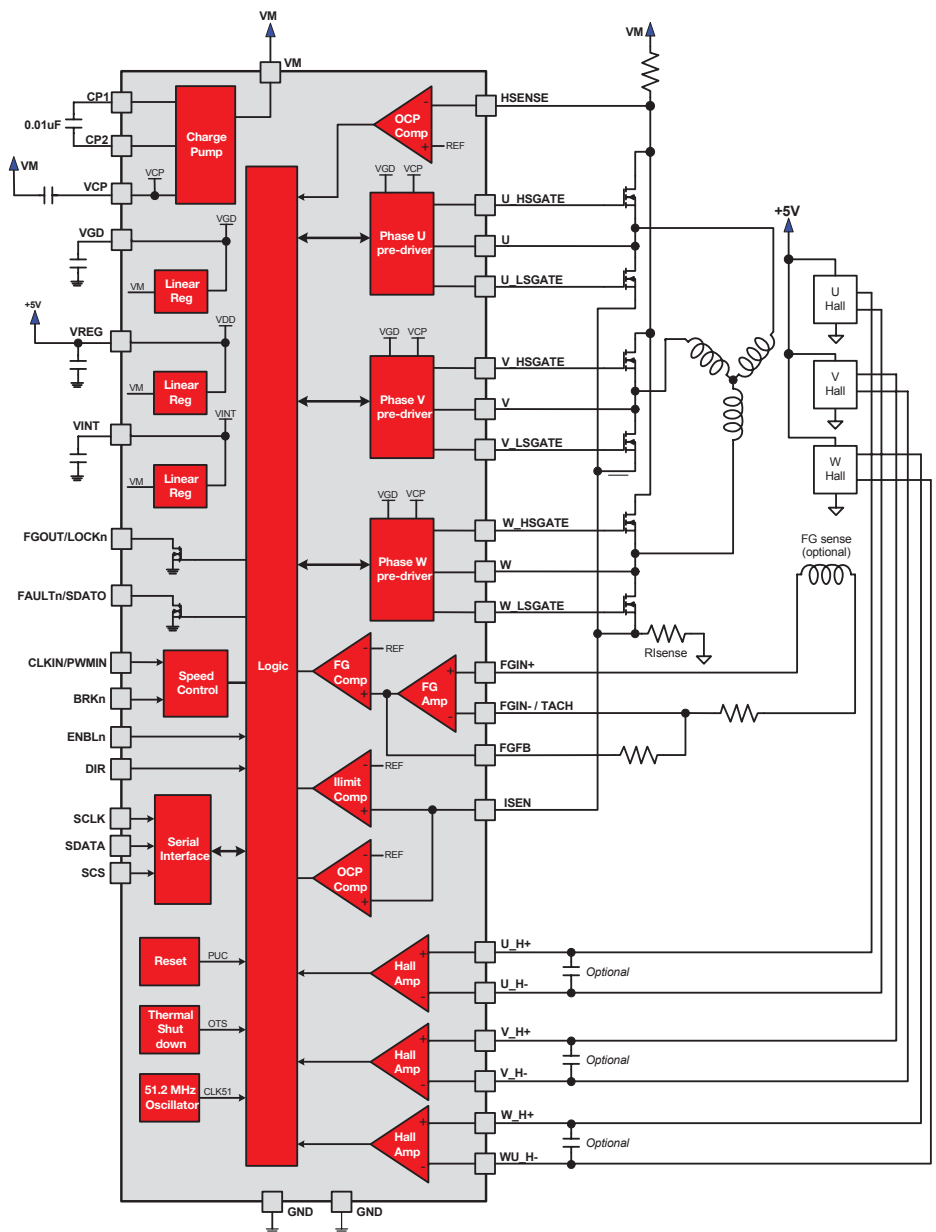 VM
VM
VM
CP1
0.01uF
CP2
Charge
Pump
VM
VCP
VCP
OCP
Comp
-
+
REF
HSENSE
VGD
VGD
VM
Linear
Reg
+5V
VREG
VDD
VM
Linear
Reg
VINT
VINT
VM
Linear
Reg
VGD
VCP
Phase U
pre-driver
U_HSGATE
U
U_LSGATE
VGD
VCP
Phase V
pre-driver
V_HSGATE
V
V_LSGATE
VGD
VCP
Phase W
pre-driver
W_HSGATE
W
W_LSGATE
+5V
U
Hall
V
Hall
W
Hall
FG sense
(optional)
RIsense
FGOUT/LOCKn
FAULTn/SDATO
CLKIN/PWMIN
BRKn
Speed
Control
ENBLn
DIR
SCLK
SDATA
SCS
Serial
Interface
Logic
FG
Comp
-
+
REF
FG
Amp
+
-
FGIN+
FGIN- / TACH
FGFB
Ilimit
Comp
-
+
REF
ISEN
OCP
Comp
-
+
REF
Reset
PUC
Thermal
Shut
down
OTS
51.2 MHz
Oscillator
CLK51
Hall
Amp
+
-
U_H+
Optional
U_H-
Hall
Amp
+
-
V_H+
Optional
V_H-
Hall
Amp
+
-
W_H+
Optional
WU_H-
GND
GND